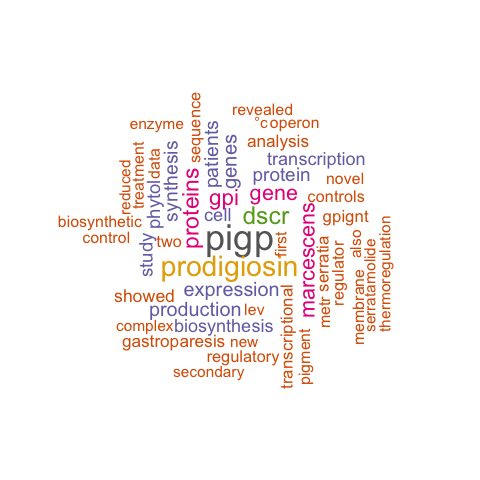 revealed
sequence
°c operon
enzyme
analysis
patients
genes
synthesis
data
treatment
reduced
transcription
protein
novel
proteins
phytol
gpi
gene
controls
cell
dscr
gpignt
biosynthetic
control
two
study
pigp
first
marcescens
metr
serratia
regulator
also
membrane
serratamolide
thermoregulation
prodigiosin
expression
showed
production
lev
transcriptional
pigment
complex
biosynthesis
gastroparesis
new
regulatory
secondary